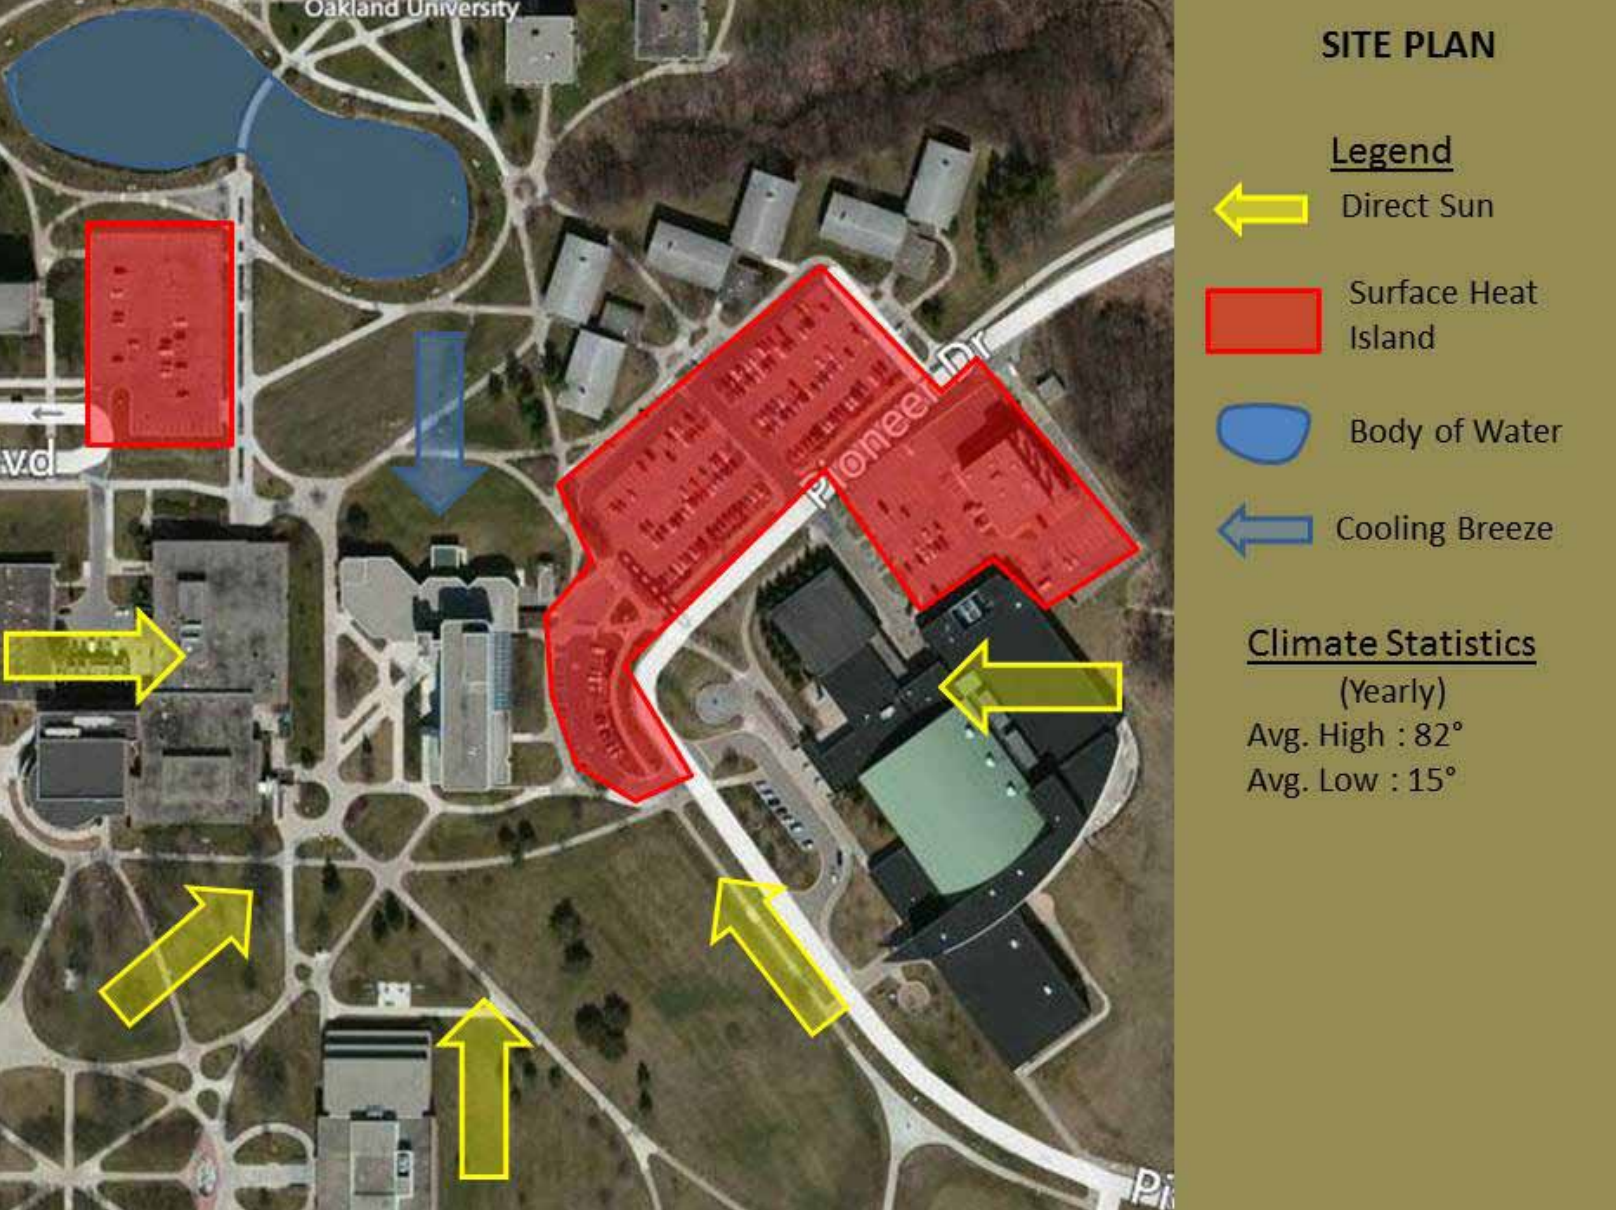 Oakland University
SITE PLAN
Legend
Direct Sun
Surface Heat
Island
Body of Water
Cooling Breeze
Climate Statistics
(Yearly)
Avg. High : 82°
Avg. Low : 15°
Pioneer Dr
vd
Pi